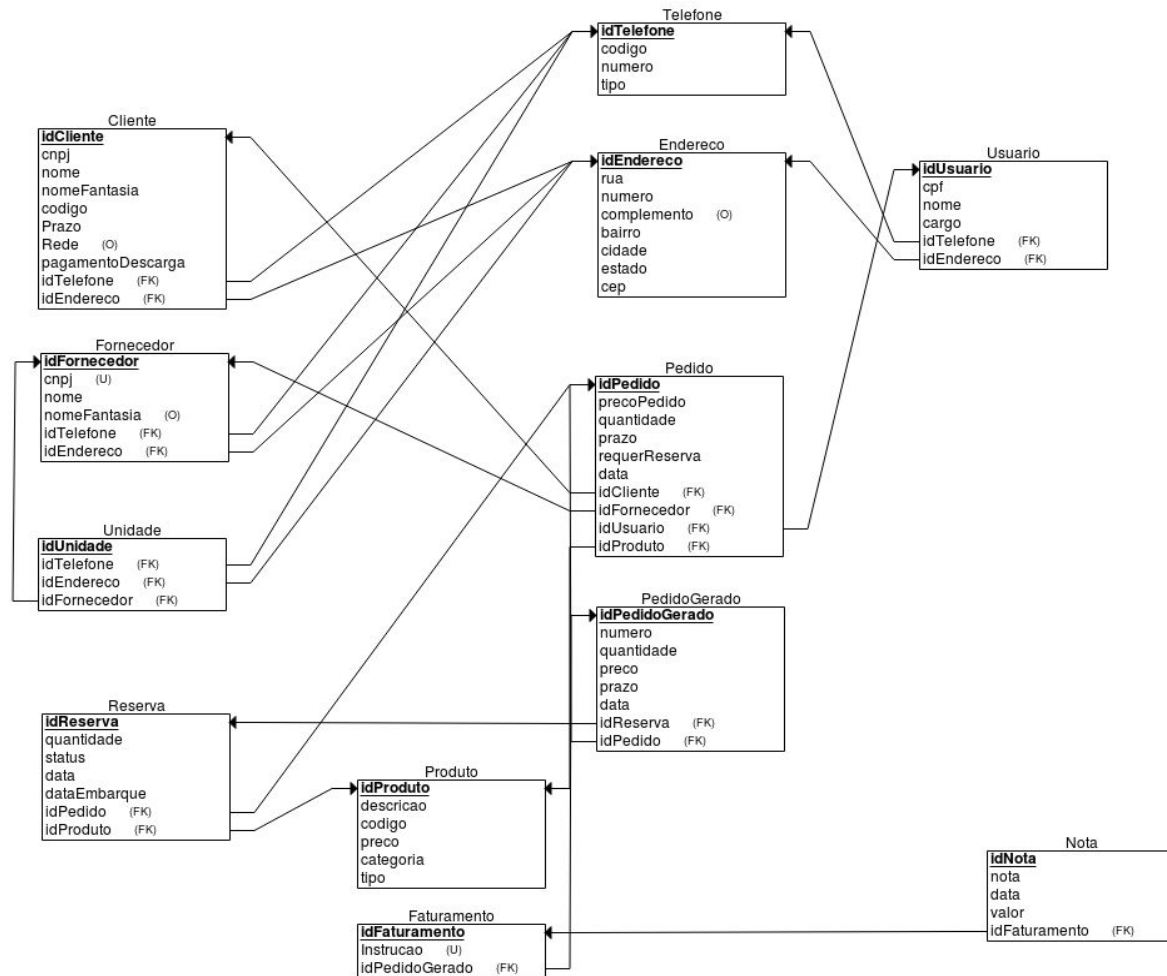 Telefone
idTelefone
codigo
numero
tipo
Cliente
idCliente
cnpj
nome
nomeFantasia
codigo
Prazo
Rede (O)
pagamentoDescarga
idTelefone (FK)
idEndereco (FK)
Endereco
idEndereco
rua
numero
complemento (O)
bairro
cidade
estado
cep
Usuario
idUsuario
cpf
nome
cargo
idTelefone (FK)
idEndereco (FK)
Fornecedor
idFornecedor
cnpj (U)
nome
nomeFantasia (O)
idTelefone (FK)
idEndereco (FK)
Pedido
idPedido
precoPedido
quantidade
prazo
requerReserva
data
idCliente (FK)
idFornecedor (FK)
idUsuario (FK)
idProduto (FK)
Unidade
idUnidade
idTelefone (FK)
idEndereco (FK)
idFornecedor (FK)
PedidoGerado
idPedidoGerado
numero
quantidade
preco
prazo
data
idReserva (FK)
idPedido (FK)
Reserva
idReserva
quantidade
status
data
dataEmbarque
idPedido (FK)
idProduto (FK)
Produto
idProduto
descricao
codigo
preco
categoria
tipo
Nota
idNota
nota
data
valor
idFaturamento (FK)
Faturamento
idFaturamento
Instrucao (U)
idPedidoGerado (FK)